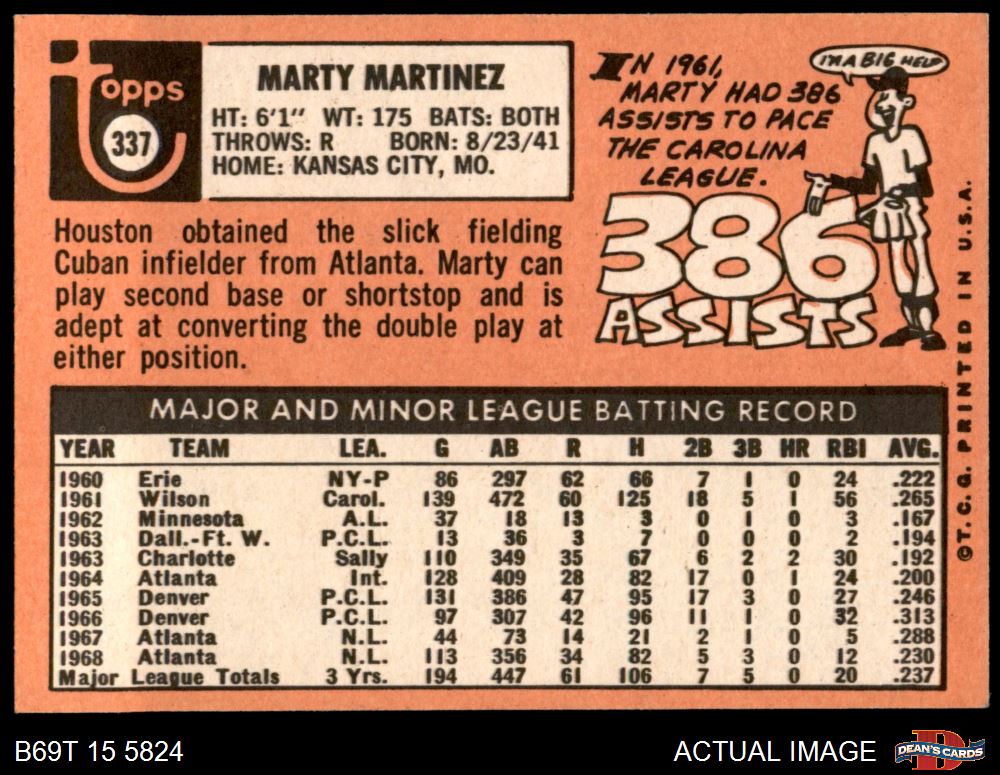 topps
337
MARTY MARTINEZ
HT: 6'1" WT: 175 BATS: BOTH
THROWS: R BORN: 8/23/41
HOME: KANSAS CITY, MO.
Houston obtained the slick fielding
Cuban infielder from Atlanta. Marty can
play second base or shortstop and is
adept at converting the double play at
either position.
IN 1961,
MARTY HAD 386
ASSISTS TO PACE
THE CAROLINA
LEAGUE.
I'M A BIG HELP
386
ASSISTS
MAJOR AND MINOR LEAGUE BATTING RECORD
YEAR TEAM LEA. G AB R H 2B 3B HR RBI AVG.
1960 Erie NY-P 86 297 62 66 7 1 0 24 .222
1961 Wilson Carol. 139 472 60 125 18 5 1 56 .265
1962 Minnesota A.L. 37 18 13 3 0 1 0 3 .167
1963 Dall.-Ft. W. P.C.L. 13 36 3 7 0 0 0 2 .194
1963 Charlotte Sally 110 349 35 67 6 2 2 30 .192
1964 Atlanta Int. 128 409 28 82 17 0 1 24 .200
1965 Denver P.C.L. 131 386 47 95 17 3 0 27 .246
1966 Denver P.C.L. 97 307 42 96 11 1 0 32 .313
1967 Atlanta N.L. 44 73 14 21 2 1 0 5 .288
1968 Atlanta N.L. 113 356 34 82 5 3 0 12 .230
Major League Totals 3 Yrs. 194 447 61 106 7 5 0 20 .237
©T.C.G. PRINTED IN U.S.A.
B69T 15 5824
ACTUAL IMAGE
DEAN'S CARDS